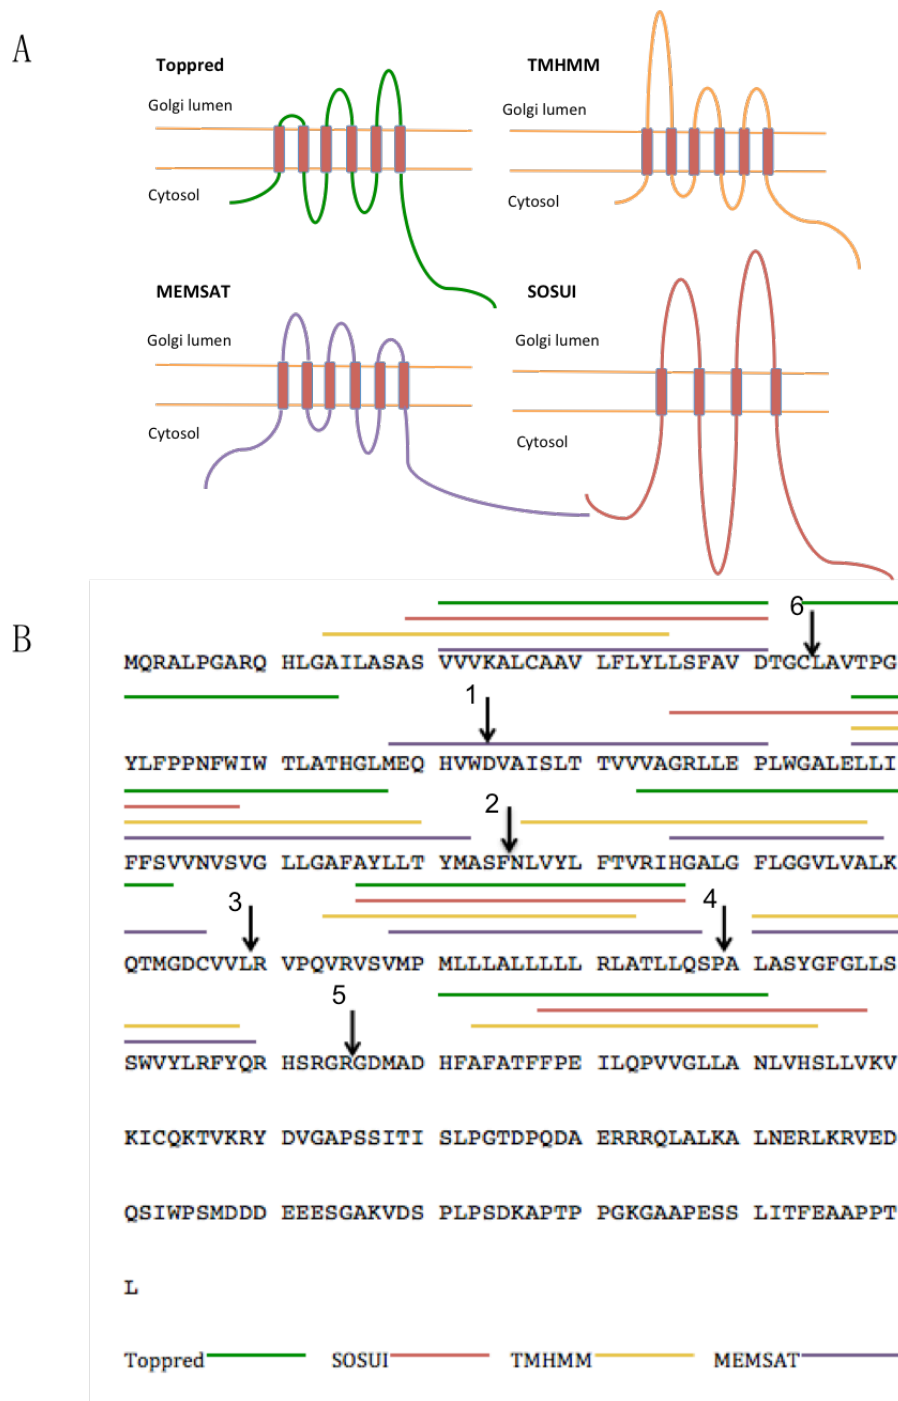 A
Toppred
TMHMM
Golgi lumen
Golgi lumen
Cytosol
Cytosol
MEMSAT
SOSUI
Golgi lumen
Golgi lumen
Cytosol
Cytosol
B
6
MQRALPGARQ HLGAILASAS VVVKALCAAV LFLYLLSFAV DTGCLAVTPG
1
YLFPPNFWIW TLATHGLMEQ HVWDVAISLT TVVVAGRLLE PLWGALELLI
2
FFSVVNVSVG LLGAFAYLLT YMASFNLVYL FTVRIHGALG FLGGVLVALK
3
4
QTMGDCVVLR VPQVRVSVMP MLLLALLLLL RLATLLQSPA LASYGFGLLS
5
SWVYLRFYQR HSRGRGDMAD HFAFATFFPE ILQPVVGLLA NLVHSLLVKV
KICQKTVKRY DVGAPSSITI SLPGTDPQDA ERRRQLALKA LNERLKRVED
QSIWPSMDDD EEESGAKVDS PLPSDKAPTP PGKGAAPESS LITFEAAPPT
L
Toppred SOSUI TMHMM MEMSAT